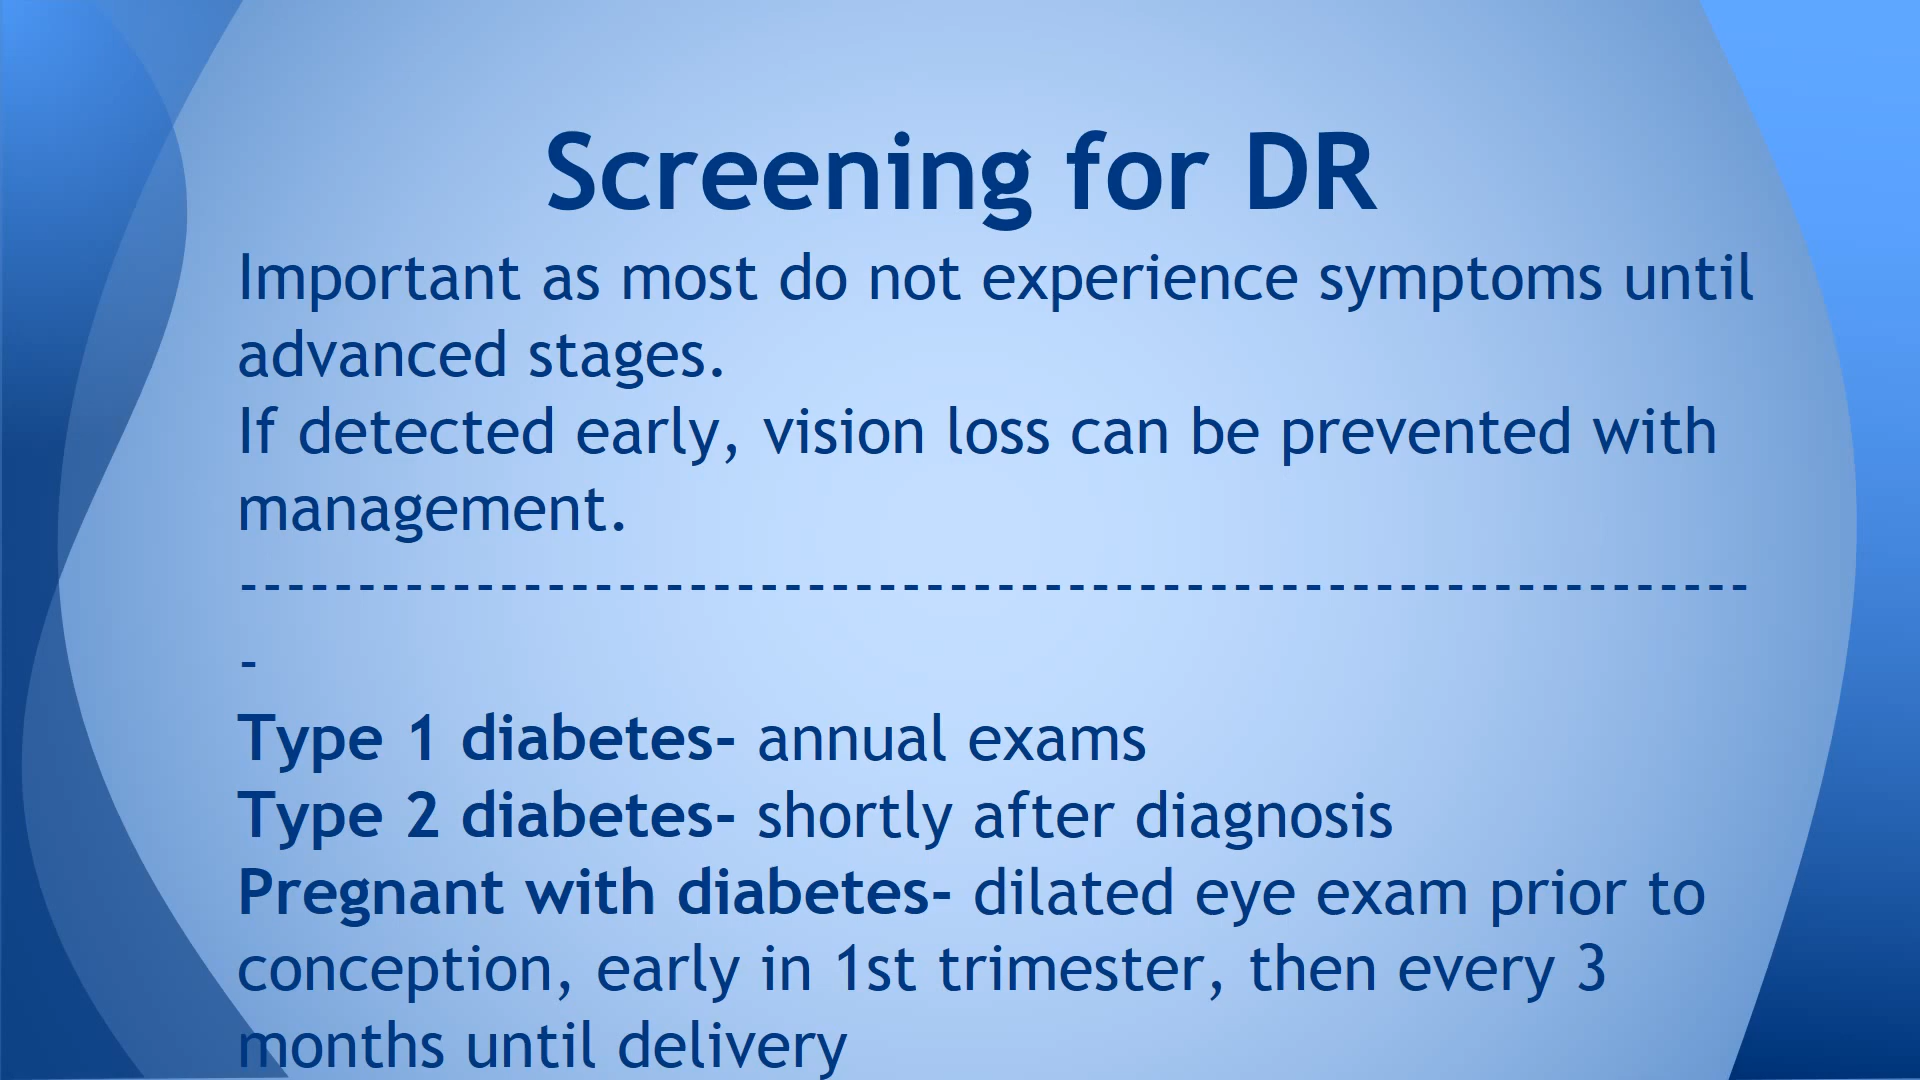 Screening for DR
Important as most do not experience symptoms until
advanced stages.
If detected early, vision loss can be prevented with
management.
----------------------------------------------------------------
-
Type 1 diabetes- annual exams
Type 2 diabetes- shortly after diagnosis
Pregnant with diabetes- dilated eye exam prior to
conception, early in 1st trimester, then every 3
months until delivery